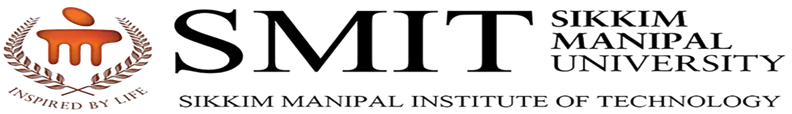 INSPIRED BY LIFE
SMIT
SIKKIM
MANIPAL
UNIVERSITY
SIKKIM MANIPAL INSTITUTE OF TECHNOLOGY